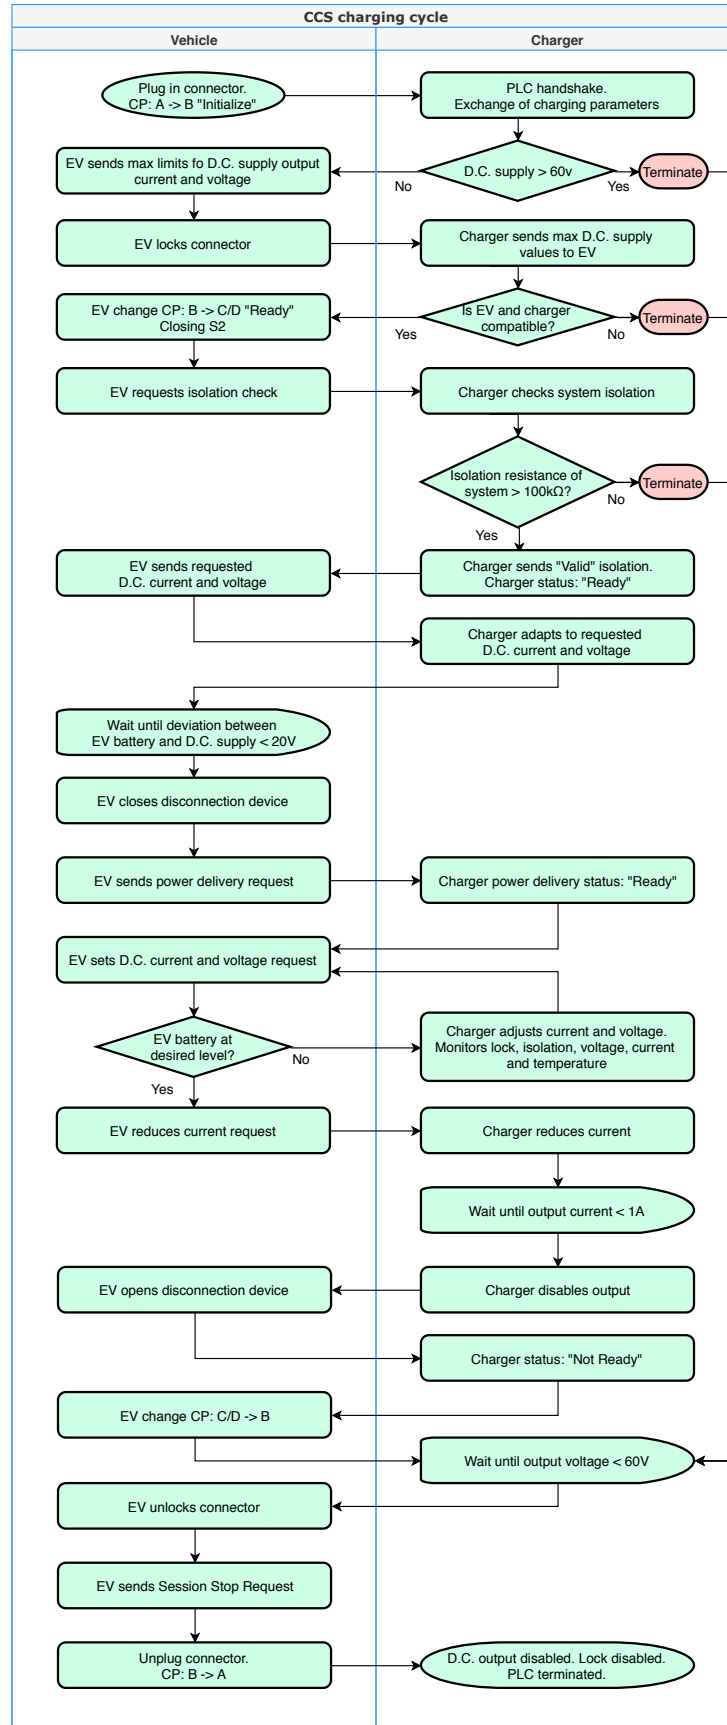 CCS charging cycle
Vehicle
Charger
Plug in connector.
CP: A -> B "Initialize"
PLC handshake.
Exchange of charging parameters
D.C. supply > 60v
No
Yes
Terminate
EV sends max limits fo D.C. supply output
current and voltage
EV locks connector
Charger sends max D.C. supply
values to EV
Is EV and charger
compatible?
Yes
No
Terminate
EV change CP: B -> C/D "Ready"
Closing S2
EV requests isolation check
Charger checks system isolation
Isolation resistance of
system > 100kΩ?
No
Terminate
Yes
Charger sends "Valid" isolation.
Charger status: "Ready"
EV sends requested
D.C. current and voltage
Charger adapts to requested
D.C. current and voltage
Wait until deviation between
EV battery and D.C. supply < 20V
EV closes disconnection device
EV sends power delivery request
Charger power delivery status: "Ready"
EV sets D.C. current and voltage request
EV battery at
desired level?
No
Yes
Charger adjusts current and voltage.
Monitors lock, isolation, voltage, current
and temperature
EV reduces current request
Charger reduces current
Wait until output current < 1A
Charger disables output
EV opens disconnection device
Charger status: "Not Ready"
EV change CP: C/D -> B
Wait until output voltage < 60V
EV unlocks connector
EV sends Session Stop Request
Unplug connector.
CP: B -> A
D.C. output disabled. Lock disabled.
PLC terminated.